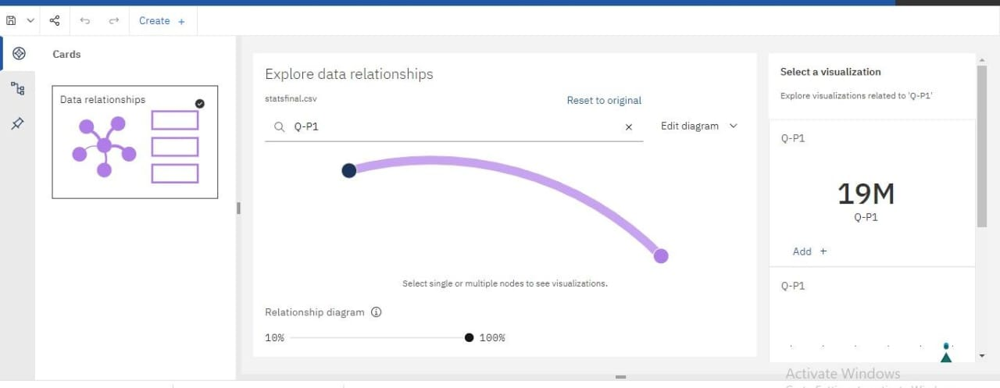 Create +
Cards
Data relationships
Explore data relationships
statsfinal.csv
Reset to original
Q-P1
Edit diagram
Select single or multiple nodes to see visualizations.
Relationship diagram
10%
100%
Select a visualization
Explore visualizations related to 'Q-P1'
Q-P1
19M
Q-P1
Add +
Q-P1
Activate Windows